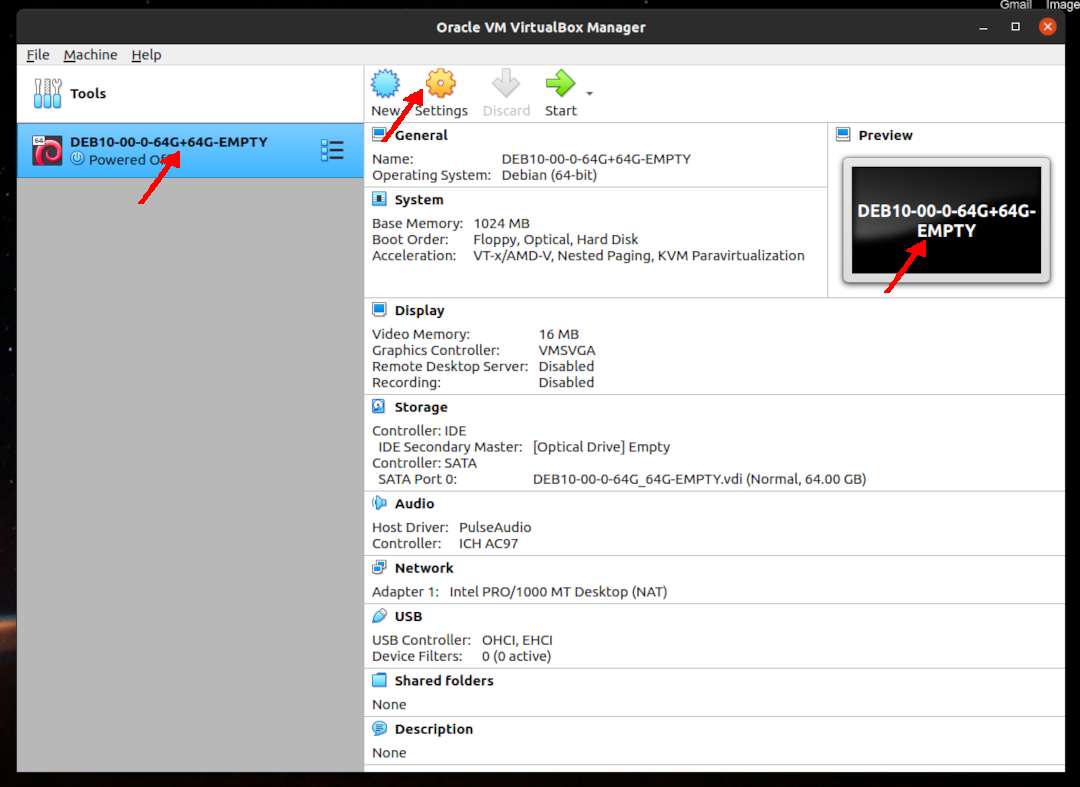 Gmail Image
Oracle VM VirtualBox Manager
File Machine Help
Tools
New Settings Discard Start
64
DEB10-00-0-64G+64G-EMPTY
Powered
General
Name: DEB10-00-0-64G+64G-EMPTY
Operating System: Debian (64-bit)
Preview
DEB10-00-0-64G+64G-
EMPTY
System
Base Memory: 1024 MB
Boot Order: Floppy, Optical, Hard Disk
Acceleration: VT-x/AMD-V, Nested Paging, KVM Paravirtualization
Display
Video Memory: 16 MB
Graphics Controller: VMSVGA
Remote Desktop Server: Disabled
Recording: Disabled
Storage
Controller: IDE
IDE Secondary Master: [Optical Drive] Empty
Controller: SATA
SATA Port 0: DEB10-00-0-64G_64G-EMPTY.vdi (Normal, 64.00 GB)
Audio
Host Driver: PulseAudio
Controller: ICH AC97
Network
Adapter 1: Intel PRO/1000 MT Desktop (NAT)
USB
USB Controller: OHCI, EHCI
Device Filters: 0 (0 active)
Shared folders
None
Description
None